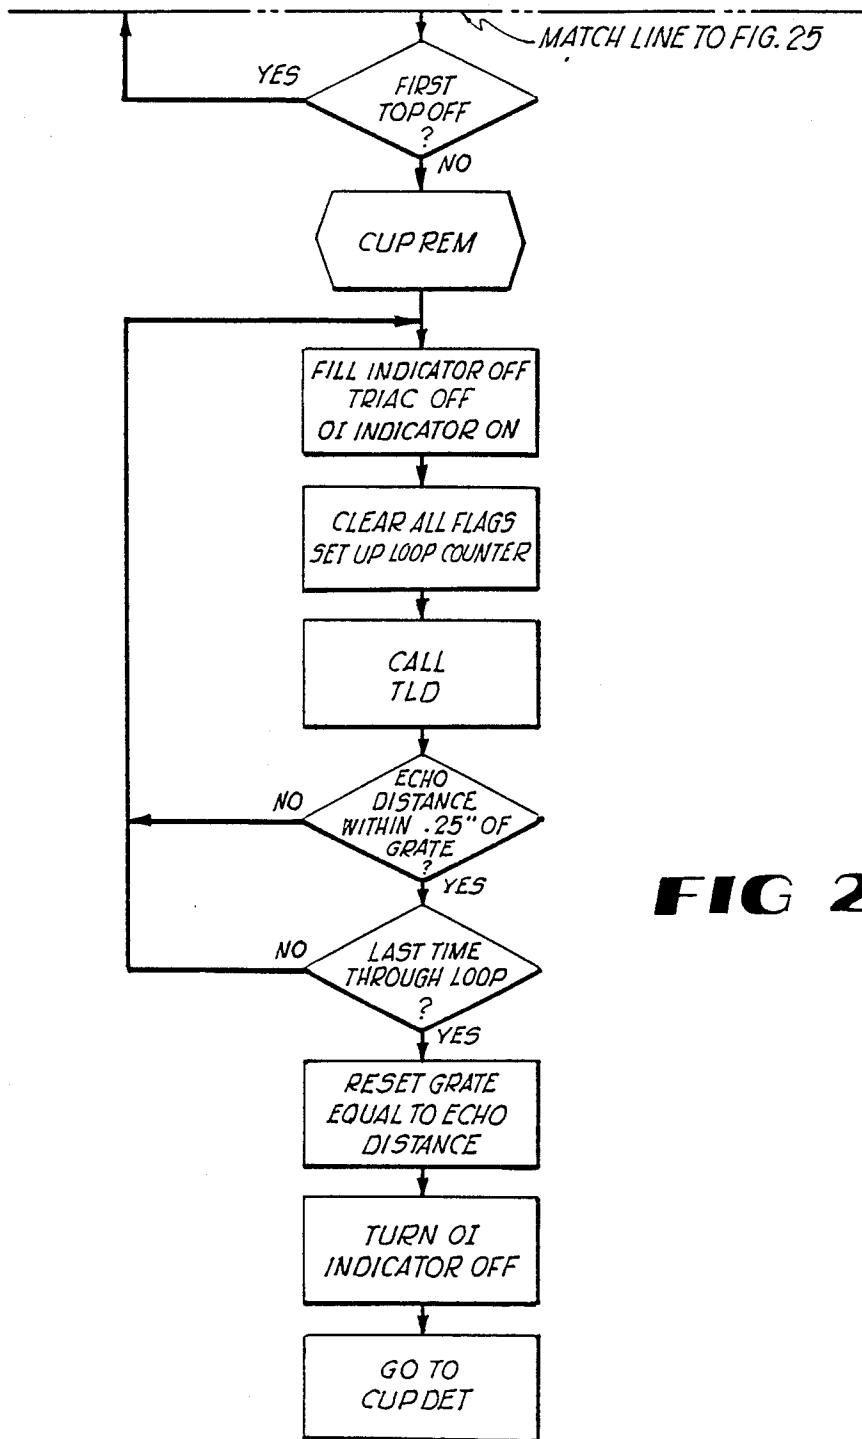 MATCH LINE TO FIG. 25
YES
FIRST
TOP OFF
?
NO
CUP REM
FILL INDICATOR OFF
TRIAC OFF
OI INDICATOR ON
CLEAR ALL FLAGS
SET UP LOOP COUNTER
CALL
TLD
ECHO
DISTANCE
WITHIN .25" OF
GRATE
?
NO
YES
LAST TIME
THROUGH LOOP
?
NO
YES
FIG 2
RESET GRATE
EQUAL TO ECHO
DISTANCE
TURN OI
INDICATOR OFF
GO TO
CUP DET